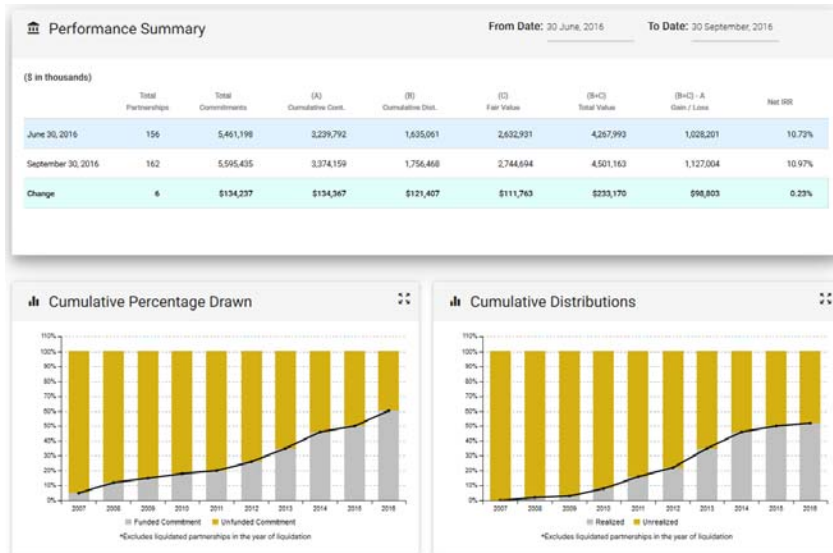 Performance Summary
From Date: 30 June, 2016
To Date: 30 September, 2016
($ in thousands)
Total Partnerships Total Commitments (A) Cumulative Cont. (B) Cumulative Dist. (C) Fair Value (B+C) Total Value (B+C) - A Gain / Loss Net IRR
June 30, 2016 156 5,461,198 3,239,792 1,635,061 2,632,931 4,267,993 1,028,201 10.73%
September 30, 2016 162 5,595,435 3,374,159 1,756,468 2,744,694 4,501,163 1,127,004 10.97%
Change 6 $134,237 $134,367 $121,407 $111,763 $233,170 $98,803 0.23%
Cumulative Percentage Drawn
110%
100%
90%
80%
70%
60%
50%
40%
30%
20%
10%
0%
2007 2008 2009 2010 2011 2012 2013 2014 2015 2016
Funded Commitment Unfunded Commitment
*Excludes liquidated partnerships in the year of liquidation
Cumulative Distributions
110%
100%
90%
80%
70%
60%
50%
40%
30%
20%
10%
0%
2007 2008 2009 2010 2011 2012 2013 2014 2015 2016
Realized Unrealized
*Excludes liquidated partnerships in the year of liquidation